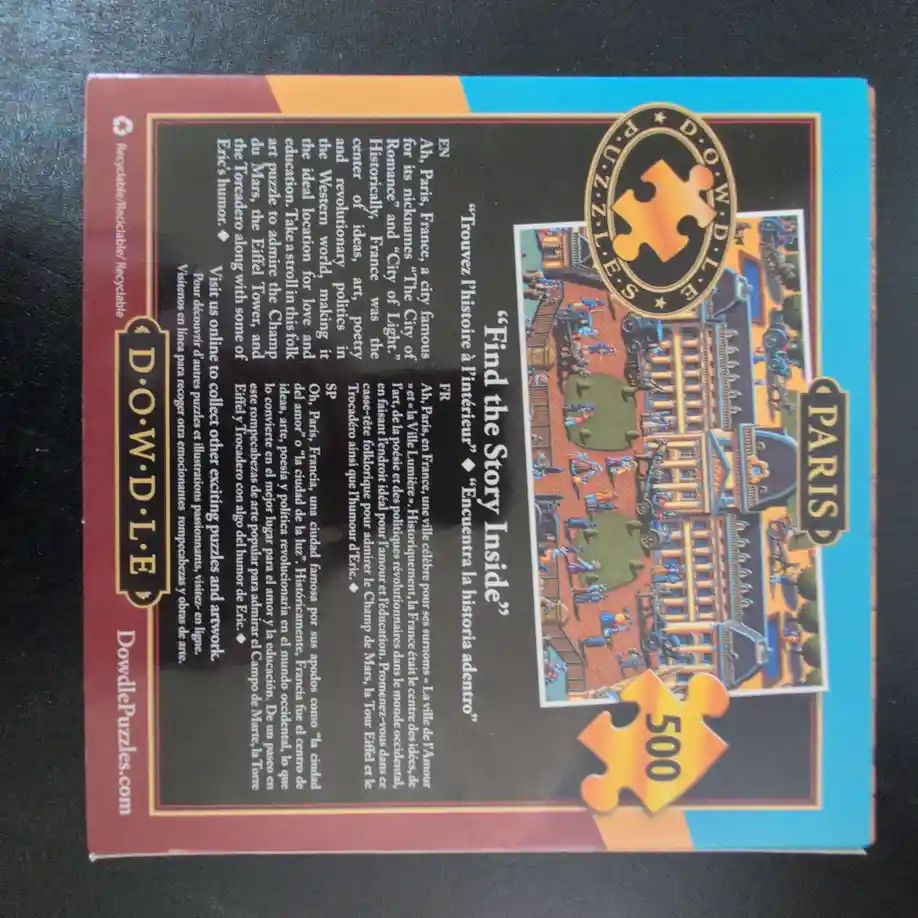 PARIS
D·O·W·D·L·E
P·U·Z·Z·L·E·S
500
“Find the Story Inside”
“Trouvez l’histoire à l’intérieur” ◆ “Encuentra la historia adentro”
EN
Ah, Paris, France, a city famous
for its nicknames “The City of
Romance” and “City of Light.”
Historically, France was the
center of ideas, art, poetry
and revolutionary politics in
the Western world, making it
the ideal location for love and
education. Take a stroll in this folk
art puzzle to admire the Champ
du Mars, the Eiffel Tower, and
the Torcadero along with some of
Eric’s humor. ◆
FR
Ah, Paris, en France, une ville célèbre pour ses surnoms « La ville de l’Amour
» et « la Ville Lumière ». Historiquement, la France était le centre des idées, de
l’art, de la poésie et des politiques révolutionnaires dans le monde occidental,
en faisant l’endroit idéal pour l’amour et l’éducation. Promenez-vous dans ce
casse-tête folklorique pour admirer le Champ de Mars, la Tour Eiffel et le
Trocadéro ainsi que l’humour d’Eric. ◆
SP
Oh, París, Francia, una ciudad famosa por sus apodos como “la ciudad
del amor” o “la ciudad de la luz”. Históricamente, Francia fue el centro de
ideas, arte, poesía y política revolucionaria en el mundo occidental, lo que
lo convierte en el mejor lugar para el amor y la educación. De un paseo en
este rompecabezas de arte popular para admirar el Campo de Marte, la Torre
Eiffel y Trocadero con algo del humor de Eric. ◆
Visit us online to collect other exciting puzzles and artwork.
Pour découvrir d’autres puzzles et illustrations passionnants, visitez- en ligne.
Visítenos en línea para recoger otra emocionantes rompecabezas y obras de arte.
Recyclable/Reciclable/ Recyclable
D·O·W·D·L·E
DowdlePuzzles.com